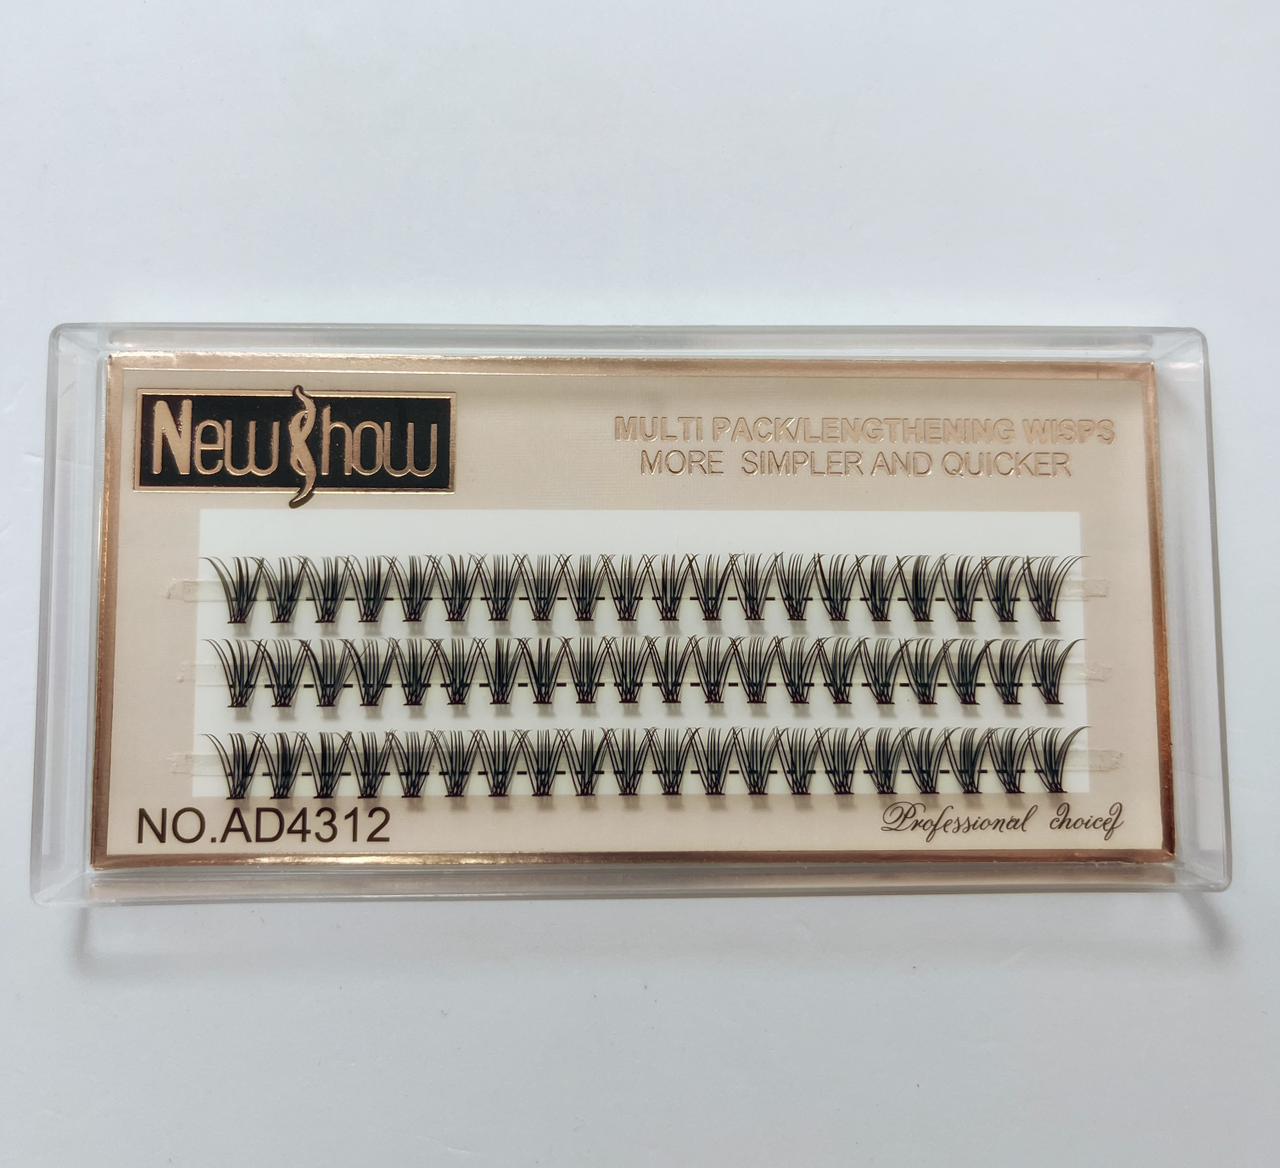 NewShow
MULTI PACK/LENGTHENING WISPS
MORE SIMPLER AND QUICKER
NO.AD4312
Professional choice